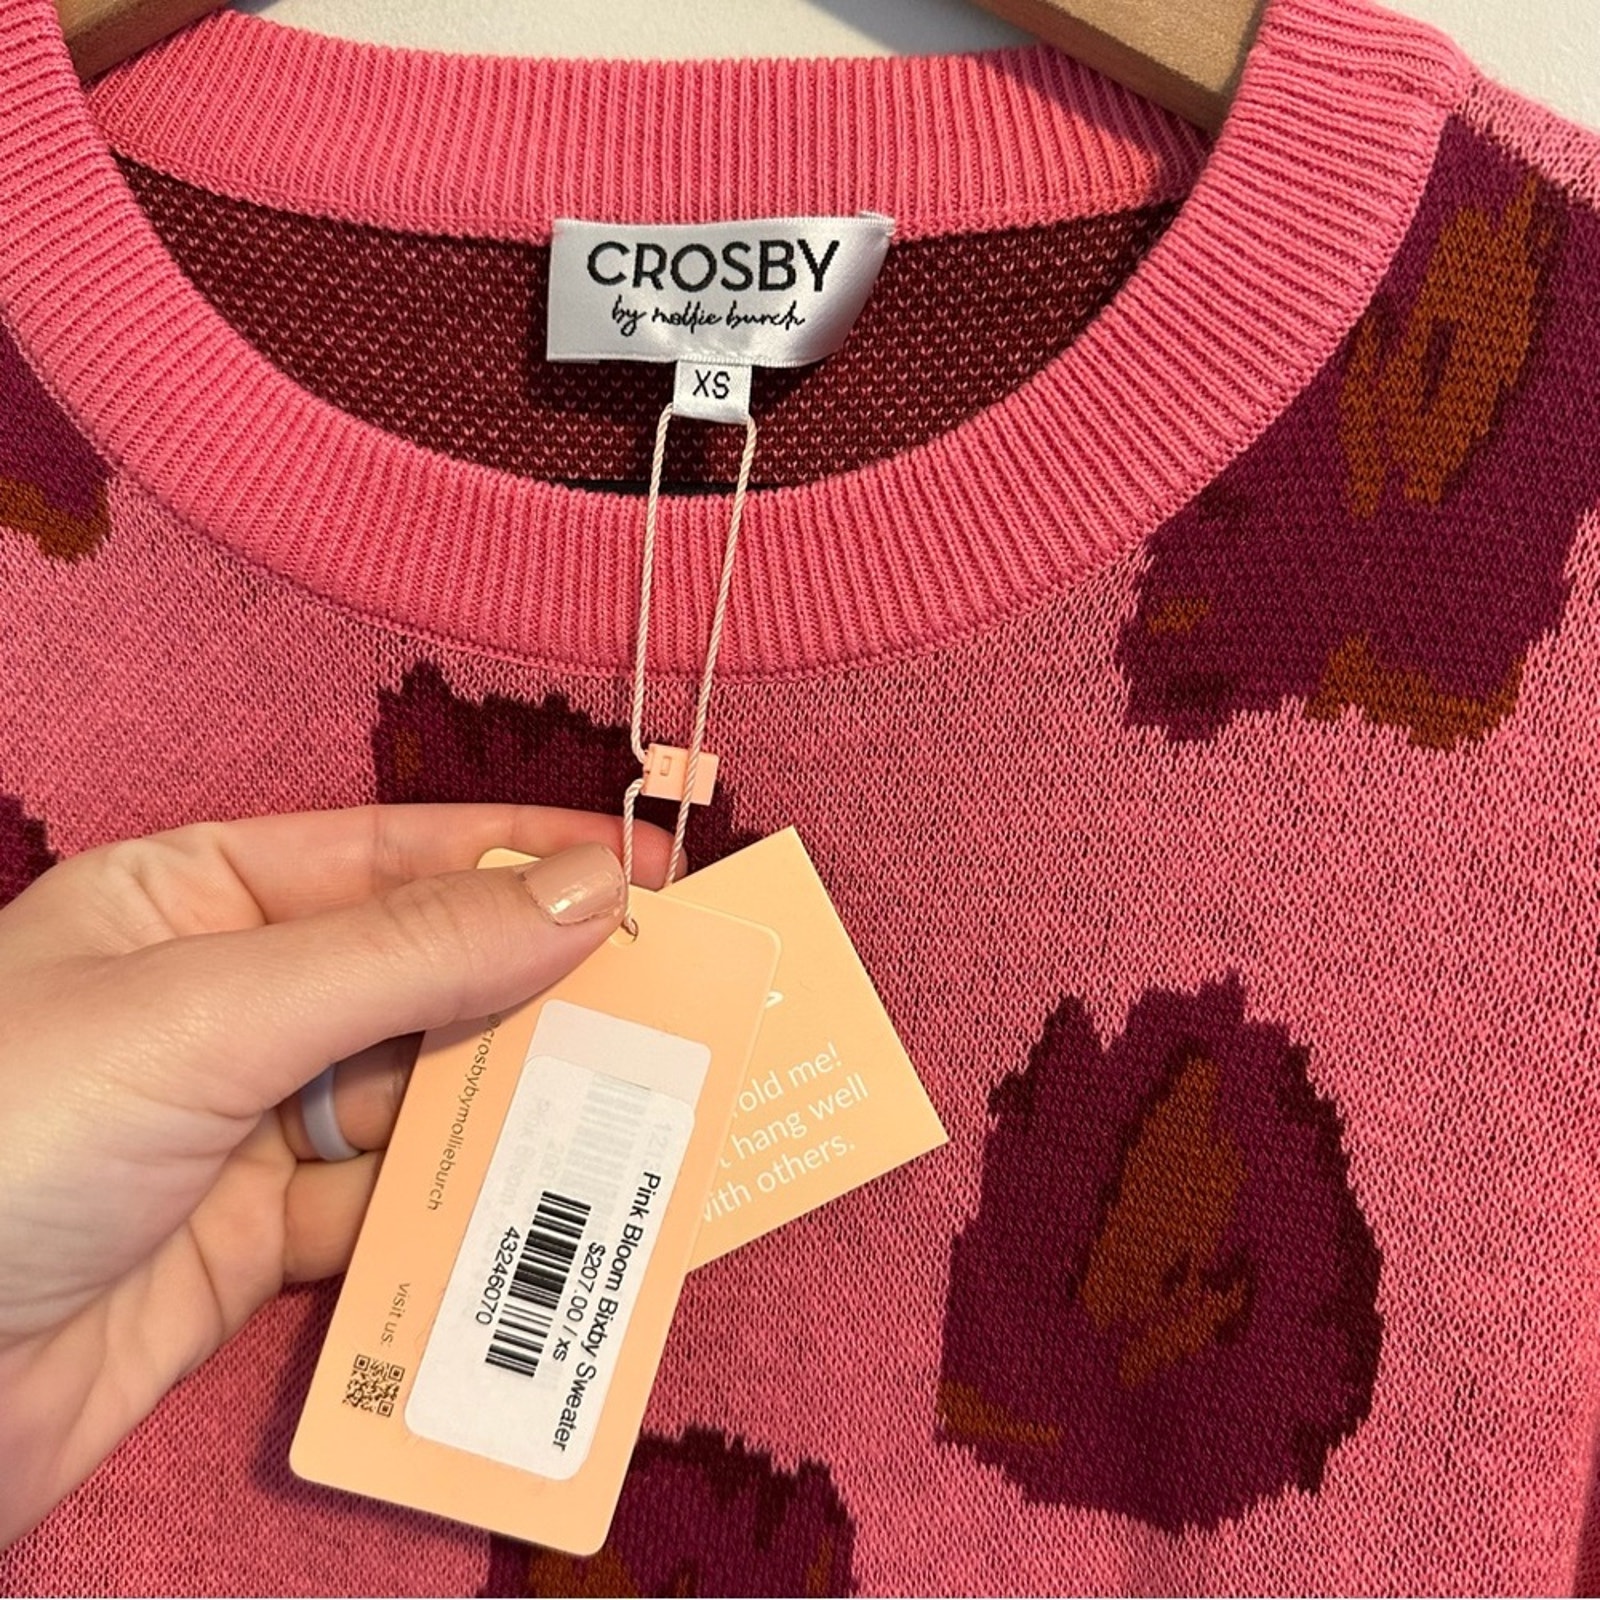 CROSBY
by mollie burch
XS
@crosbybymollieburch
visit us:
Pink Bloom Bixby Sweater
$207.00 / xs
43246070
fold me!
hang well
with others.